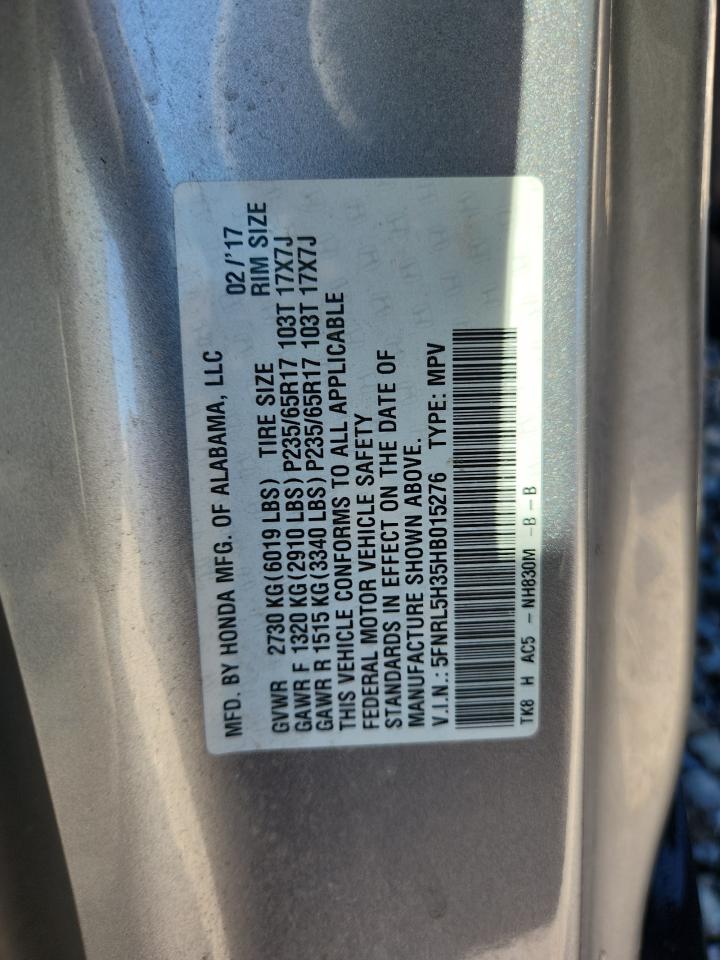 MFD. BY HONDA MFG. OF ALABAMA, LLC
02/'17
GVWR 2730 KG(6019 LBS) TIRE SIZE RIM SIZE
GAWR F 1320 KG(2910 LBS) P235/65R17 103T 17X7J
GAWR R 1515 KG(3340 LBS) P235/65R17 103T 17X7J
THIS VEHICLE CONFORMS TO ALL APPLICABLE
FEDERAL MOTOR VEHICLE SAFETY
STANDARDS IN EFFECT ON THE DATE OF
MANUFACTURE SHOWN ABOVE.
V.I.N.: 5FNRL5H35HB015276 TYPE: MPV
TK8 H AC5 - NH830M -B - B